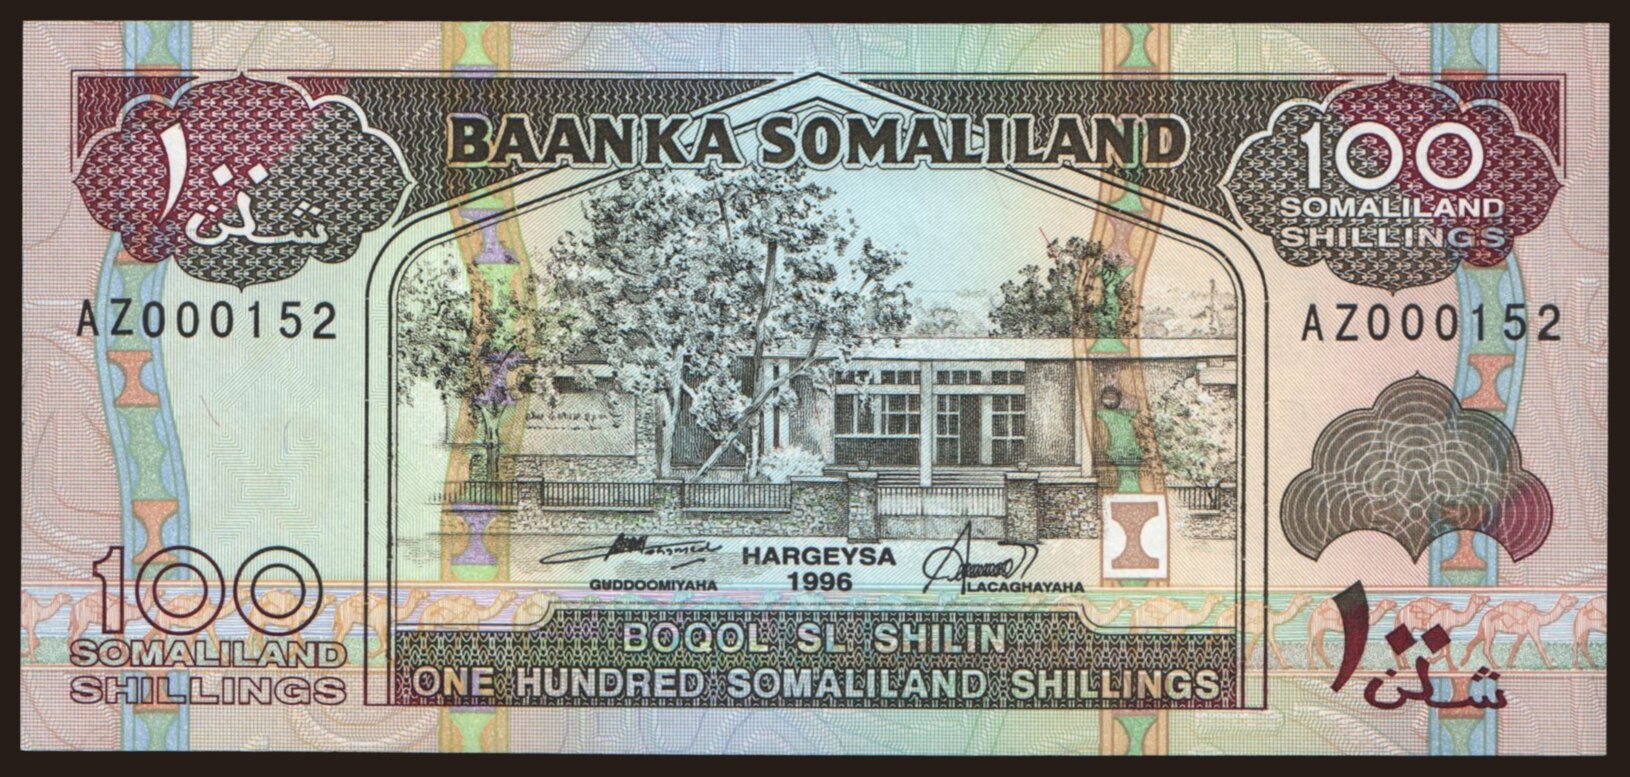 BAANKA SOMALILAND
١٠٠
شلن
100
SOMALILAND
SHILLINGS
AZ000152
AZ000152
HARGEYSA
1996
GUDDOOMIYAHA
LACAGHAYAHA
100
SOMALILAND
SHILLINGS
BOQOL SL SHILIN
ONE HUNDRED SOMALILAND SHILLINGS
١٠٠
شلن